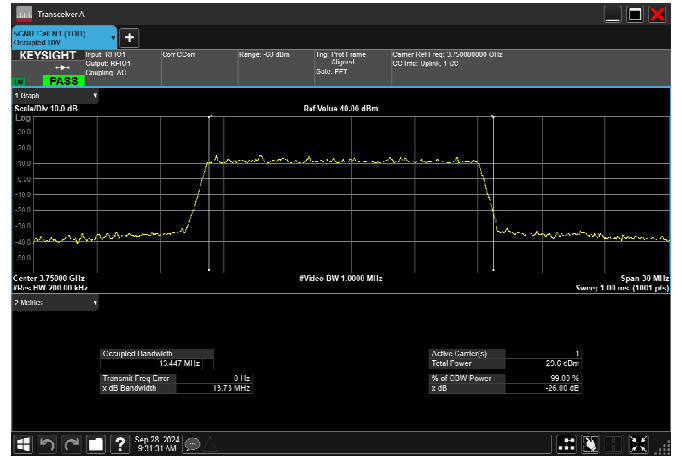 Transceiver A
Occupied BW
KEYSIGHT Input: RFIO1 Corr CCorr Range: -60 dBm Trig: Prot Frame Carrier Ref Freq: 3.750000000 GHz
Output: RFIO1 Aligned CC Info: Uplink, 1 CC
Coupling: AC Gate: FFT
PASS
1 Graph
Scale/Div 10.0 dB Ref Value 40.00 dBm
Log
30.0
20.0
10.0
0.00
-10.0
-20.0
-30.0
-40.0
-50.0
Center 3.75000 GHz #Video BW 1.0000 MHz Span 30 MHz
#Res BW 200.00 kHz Sweep 1.00 ms (1001 pts)
2 Metrics
Occupied Bandwidth Active Carrier(s) 1
13.447 MHz Total Power
Transmit Freq Error 0 Hz % of OBW Power 99.00 %
x dB Bandwidth 13.73 MHz x dB -26.00 dB
Sep 28, 2024
9:31:31 AM